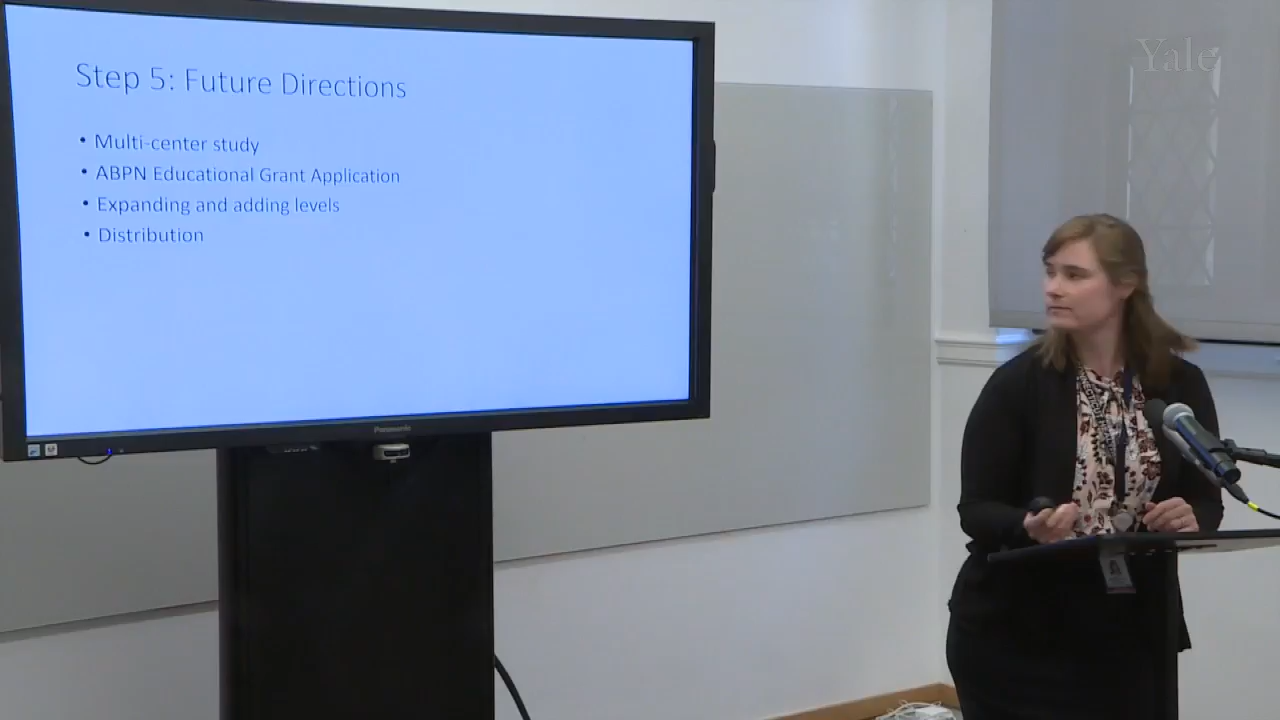 Step 5: Future Directions
• Multi-center study
• ABPN Educational Grant Application
• Expanding and adding levels
• Distribution
Panasonic
Yale